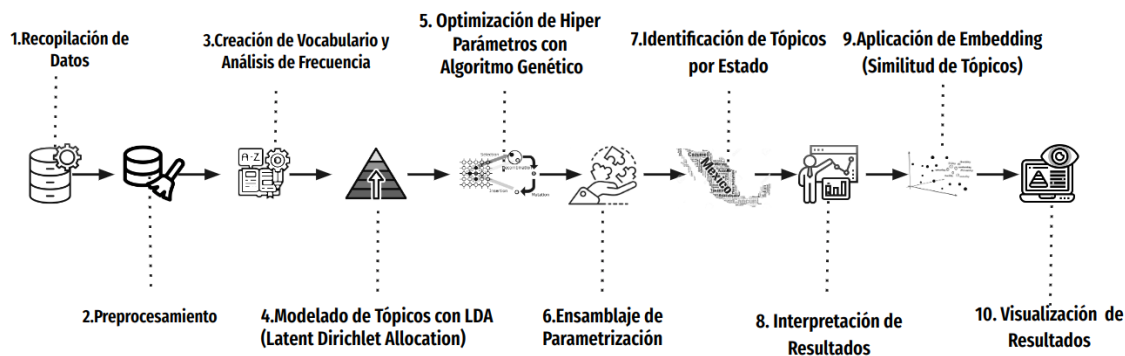 1.Recopilación de
Datos
2.Preprocesamiento
3.Creación de Vocabulario y
Análisis de Frecuencia
A-Z
4.Modelado de Tópicos con LDA
(Latent Dirichlet Allocation)
5. Optimización de Hiper
Parámetros con
Algoritmo Genético
6.Ensamblaje de
Parametrización
7.Identificación de Tópicos
por Estado
Mexico
8. Interpretación de
Resultados
9.Aplicación de Embedding
(Similitud de Tópicos)
10. Visualización de
Resultados